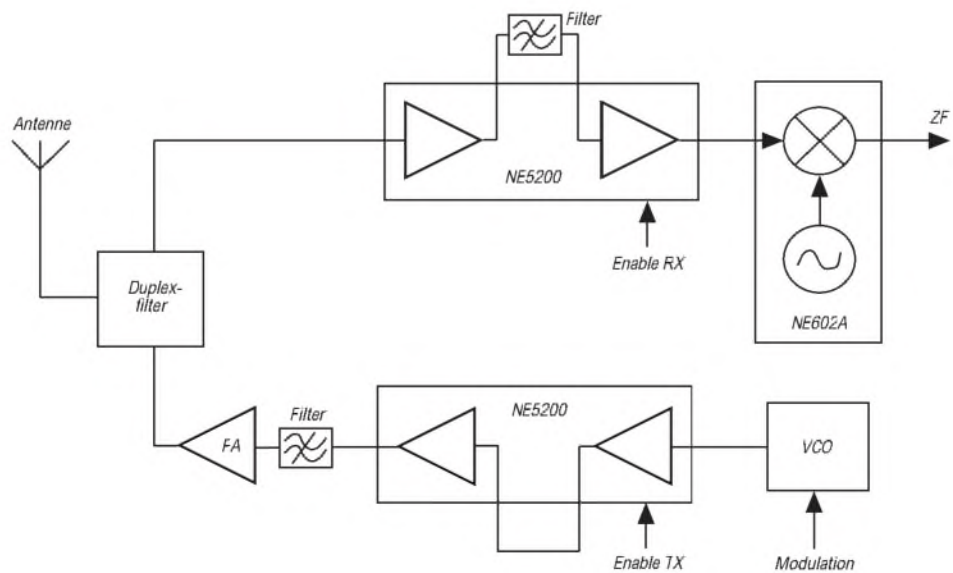 Filter
Antenne
ZF
NE5200
Enable RX
Duplex-
filter
NE602A
NE5200
Filter
FA
VCO
Enable TX
Modulation